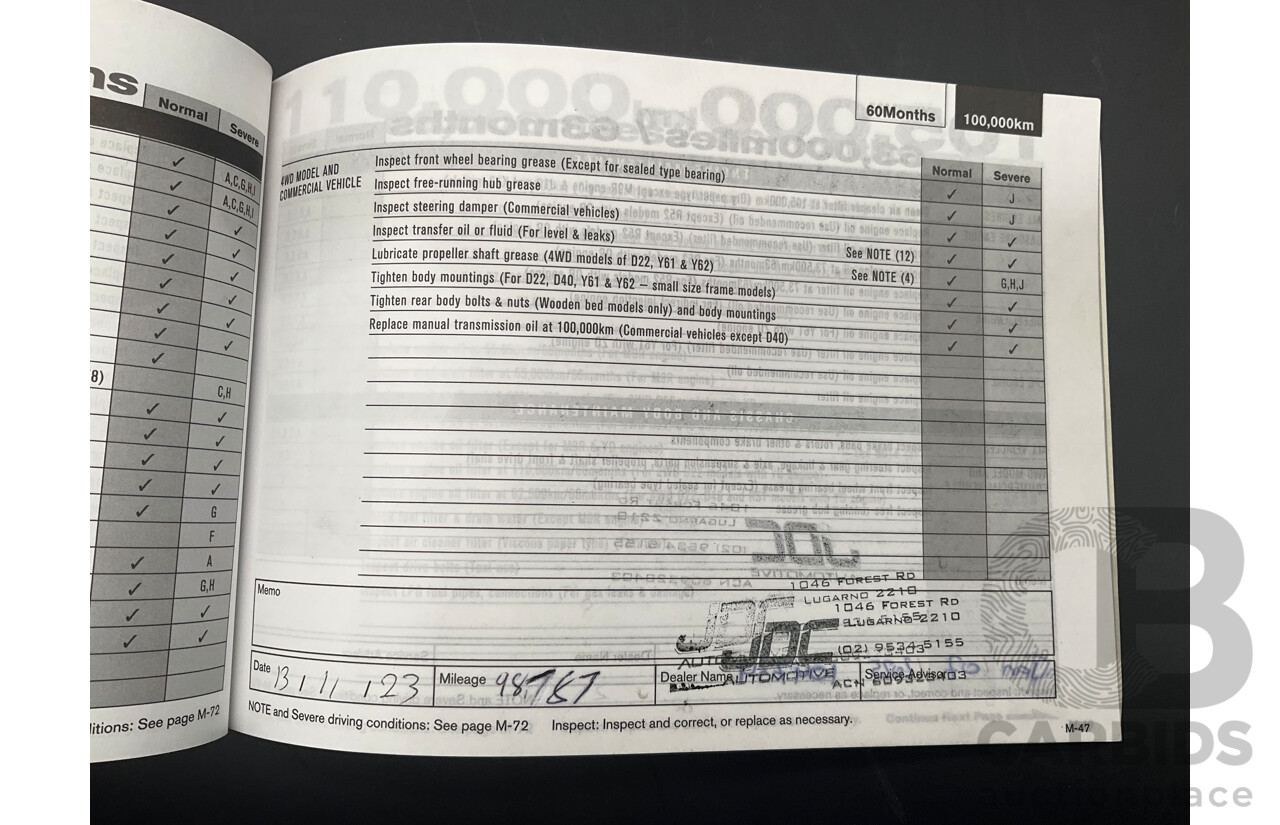 ns
Normal
Severe
✓ A,C,G,H,I
✓ A,C,G,H,I
✓ ✓
✓ ✓
✓ ✓
✓ ✓
✓ ✓
✓ ✓
✓
8)
C,H
✓ ✓
✓ ✓
✓ ✓
✓ ✓
✓ G
F
✓ A
✓ G,H
✓ ✓
✓ ✓
ditions: See page M-72
60Months
100,000km
Normal Severe
4WD MODEL AND
COMMERCIAL VEHICLE
Inspect front wheel bearing grease (Except for sealed type bearing) ✓ J
Inspect free-running hub grease ✓ J
Inspect steering damper (Commercial vehicles) ✓ ✓
Inspect transfer oil or fluid (For level & leaks) See NOTE (12) ✓ ✓
Lubricate propeller shaft grease (4WD models of D22, Y61 & Y62) See NOTE (4) ✓ G,H,J
Tighten body mountings (For D22, D40, Y61 & Y62 – small size frame models) ✓ ✓
Tighten rear body bolts & nuts (Wooden bed models only) and body mountings ✓ ✓
Replace manual transmission oil at 100,000km (Commercial vehicles except D40) ✓ ✓
Memo
1046 FOREST RD
LUGARNO 2210
JDC
AUTOMOTIVE
1046 FOREST RD
LUGARNO 2210
(02) 9534 5155
Date 13/11/23
Mileage 98,767
Dealer Name
Service Advisor
NOTE and Severe driving conditions: See page M-72
Inspect: Inspect and correct, or replace as necessary.
M-47
CARBIDS
auctionplace